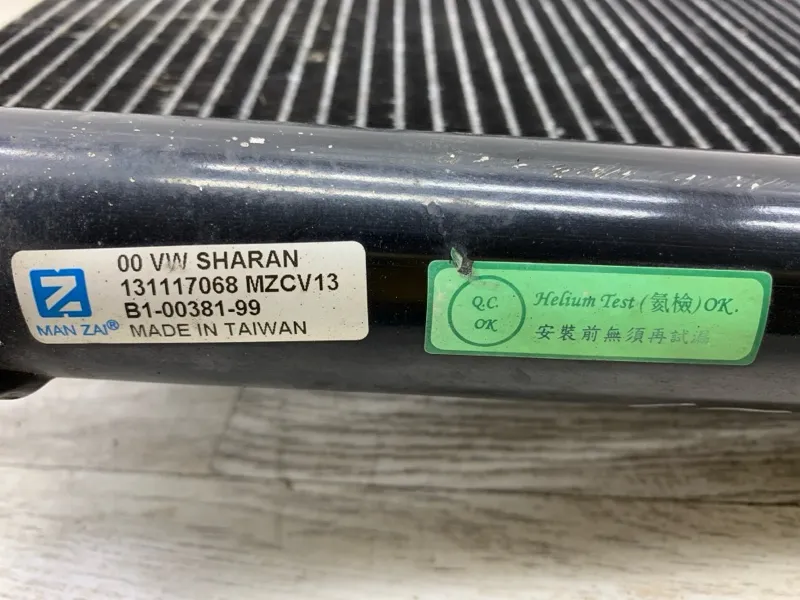 00 VW SHARAN
131117068 MZCV13
B1-00381-99
MAN ZAI® MADE IN TAIWAN
Q.C. OK
Helium Test (氦檢) OK.
安裝前無須再試漏